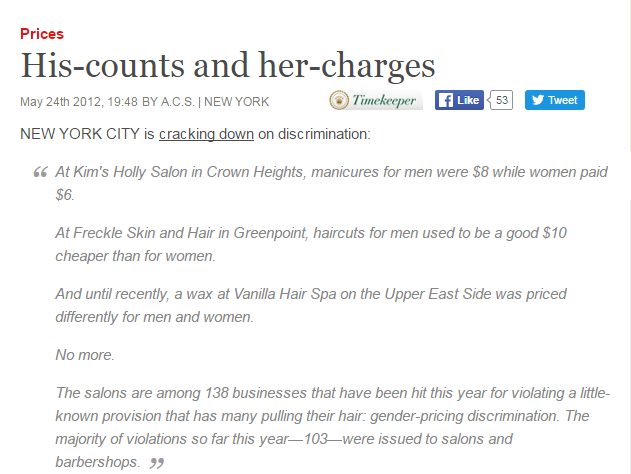 Prices
His-counts and her-charges
May 24th 2012, 19:48 BY A.C.S. | NEW YORK
Timekeeper
Like
53
Tweet
NEW YORK CITY is cracking down on discrimination:
“ At Kim's Holly Salon in Crown Heights, manicures for men were $8 while women paid
$6.
At Freckle Skin and Hair in Greenpoint, haircuts for men used to be a good $10
cheaper than for women.
And until recently, a wax at Vanilla Hair Spa on the Upper East Side was priced
differently for men and women.
No more.
The salons are among 138 businesses that have been hit this year for violating a little-
known provision that has many pulling their hair: gender-pricing discrimination. The
majority of violations so far this year—103—were issued to salons and
barbershops. ”